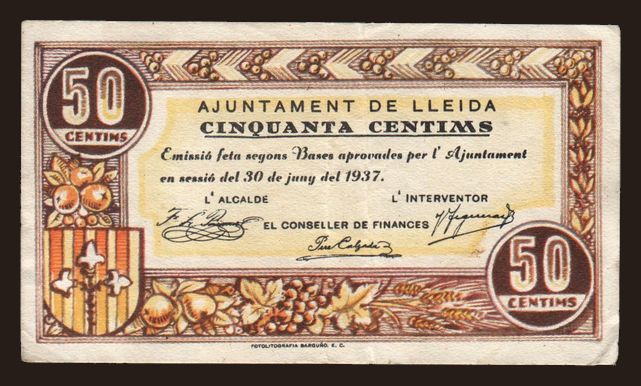 50
CENTIMS
AJUNTAMENT DE LLEIDA
CINQUANTA CENTIMS
Emissió feta segons Bases aprovades per l' Ajuntament
en sessió del 30 de juny del 1937.
L' ALCALDE
L' INTERVENTOR
EL CONSELLER DE FINANCES
50
CENTIMS
FOTOLITOGRAFIA BARGUÑO, E. C.